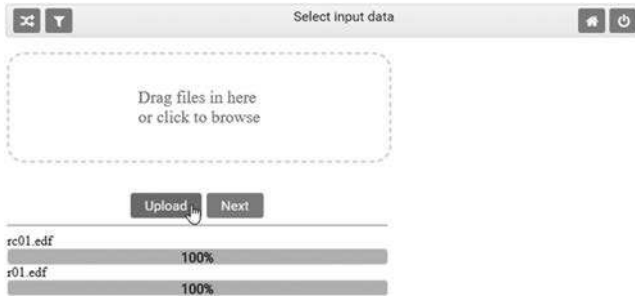 Select input data
Drag files in here
or click to browse
Upload Next
rc01.edf
100%
r01.edf
100%